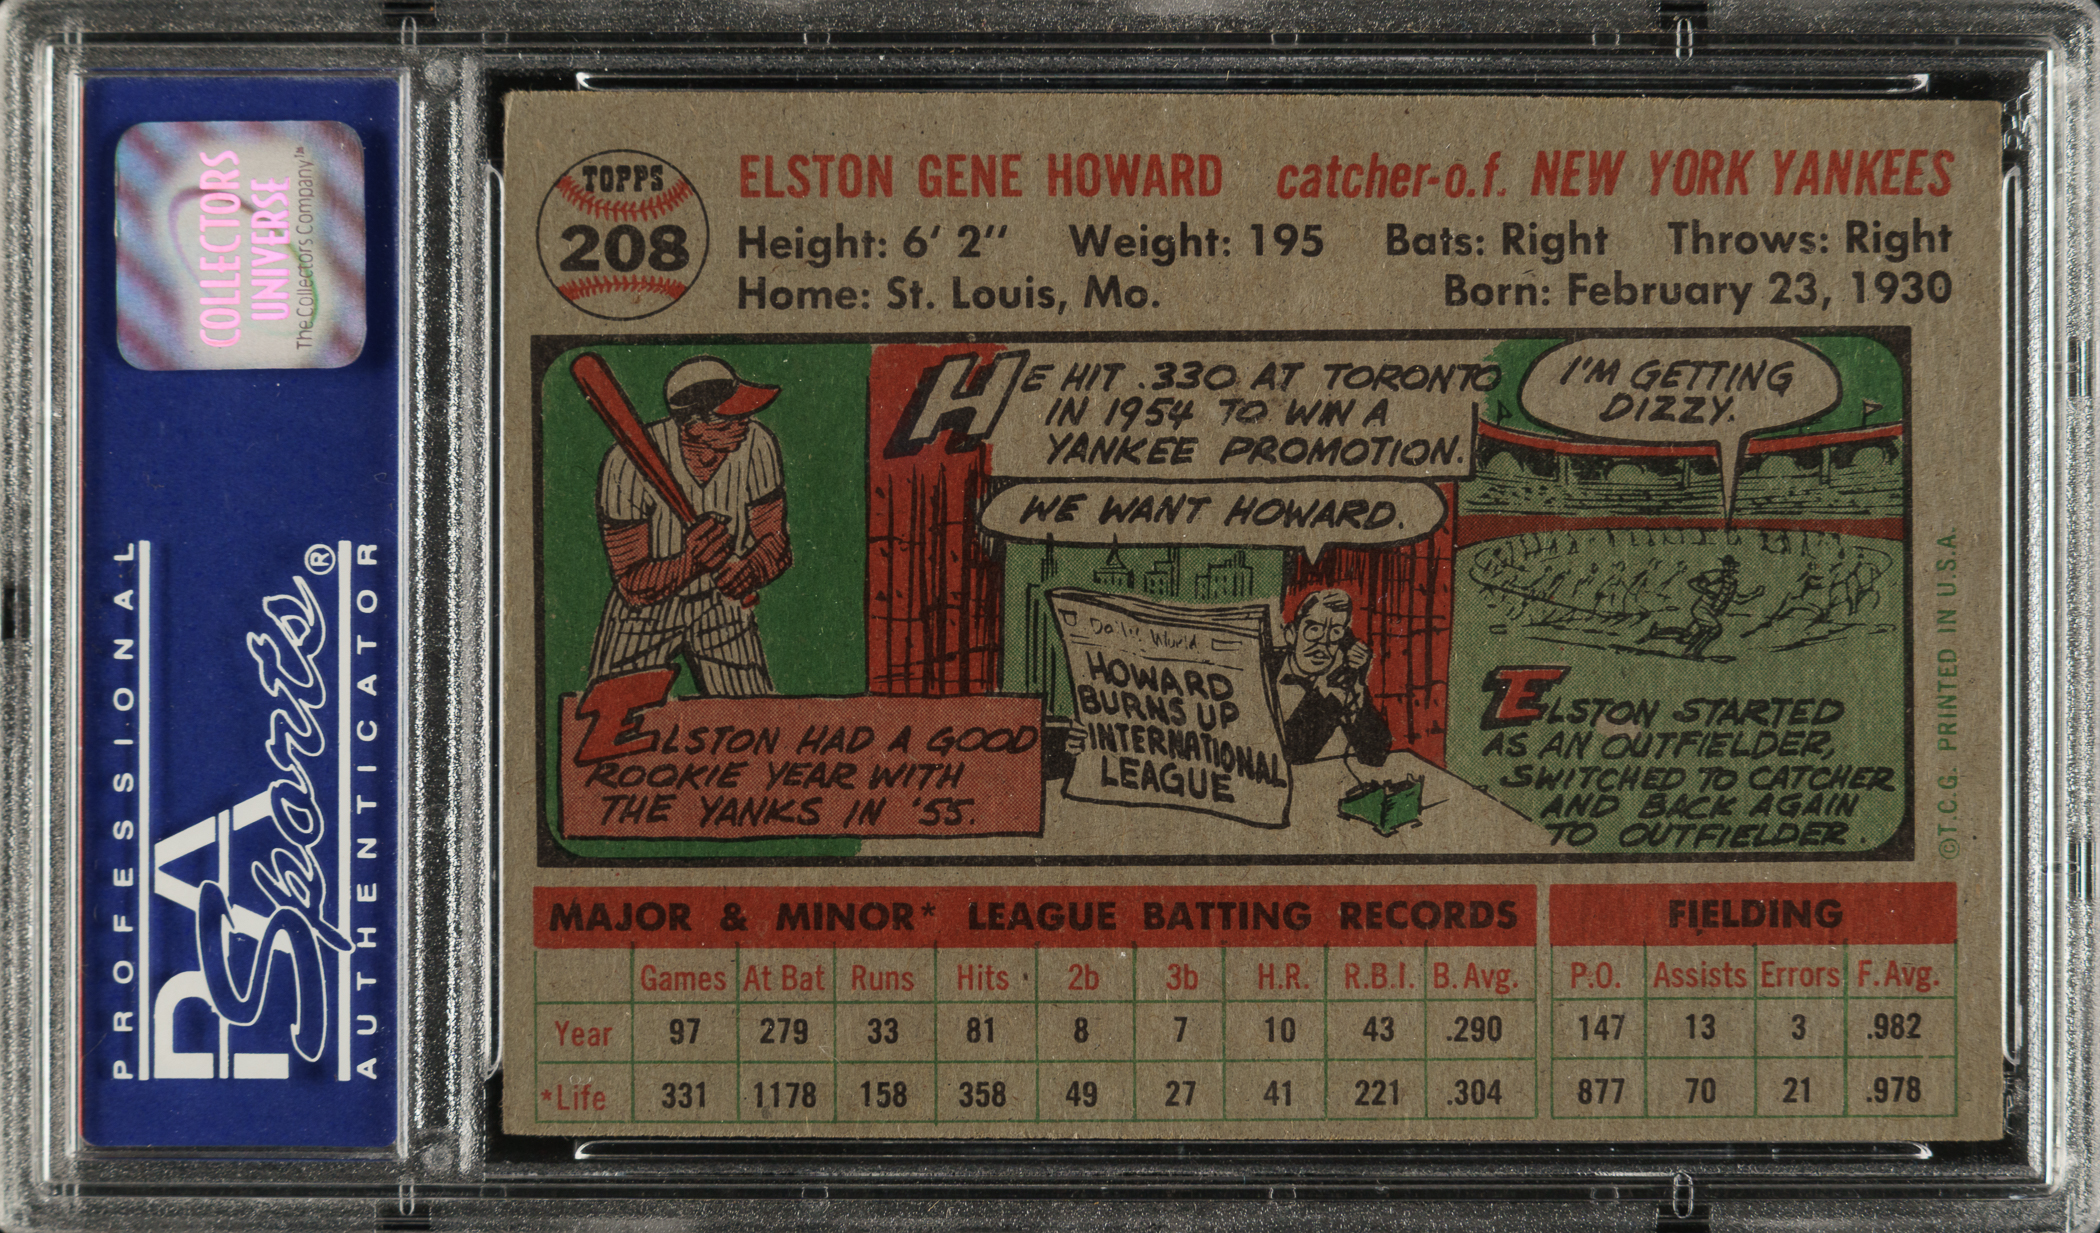 COLLECTORS
UNIVERSE
The Collectors Company™
PROFESSIONAL
PSA
Sports®
AUTHENTICATOR
TOPPS
208
ELSTON GENE HOWARD catcher-o.f. NEW YORK YANKEES
Height: 6' 2" Weight: 195 Bats: Right Throws: Right
Home: St. Louis, Mo. Born: February 23, 1930
ELSTON HAD A GOOD
ROOKIE YEAR WITH
THE YANKS IN '55.
HE HIT .330 AT TORONTO
IN 1954 TO WIN A
YANKEE PROMOTION.
WE WANT HOWARD.
Daily World
HOWARD
BURNS UP
INTERNATIONAL
LEAGUE
I'M GETTING
DIZZY.
ELSTON STARTED
AS AN OUTFIELDER,
SWITCHED TO CATCHER
AND BACK AGAIN
TO OUTFIELDER.
©T.C.G. PRINTED IN U.S.A.
MAJOR & MINOR* LEAGUE BATTING RECORDS FIELDING
Games At Bat Runs Hits 2b 3b H.R. R.B.I. B. Avg. P.O. Assists Errors F. Avg.
Year 97 279 33 81 8 7 10 43 .290 147 13 3 .982
*Life 331 1178 158 358 49 27 41 221 .304 877 70 21 .978